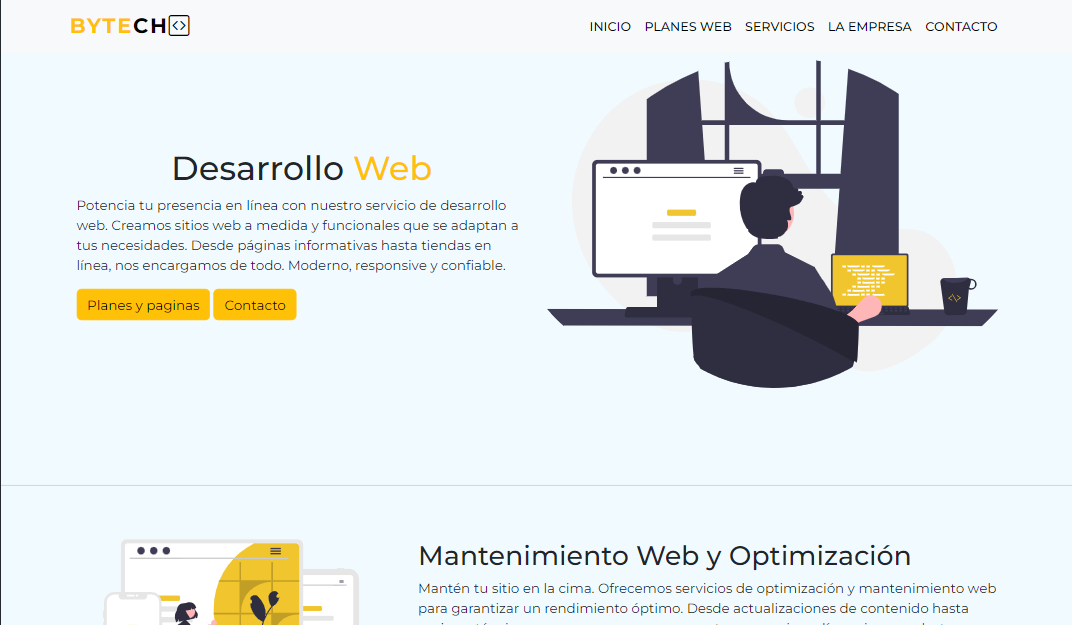 BYTECH<>
INICIO PLANES WEB SERVICIOS LA EMPRESA CONTACTO
Desarrollo Web
Potencia tu presencia en línea con nuestro servicio de desarrollo
web. Creamos sitios web a medida y funcionales que se adaptan a
tus necesidades. Desde páginas informativas hasta tiendas en
línea, nos encargamos de todo. Moderno, responsive y confiable.
Planes y paginas Contacto
</>
Mantenimiento Web y Optimización
Mantén tu sitio en la cima. Ofrecemos servicios de optimización y mantenimiento web
para garantizar un rendimiento óptimo. Desde actualizaciones de contenido hasta